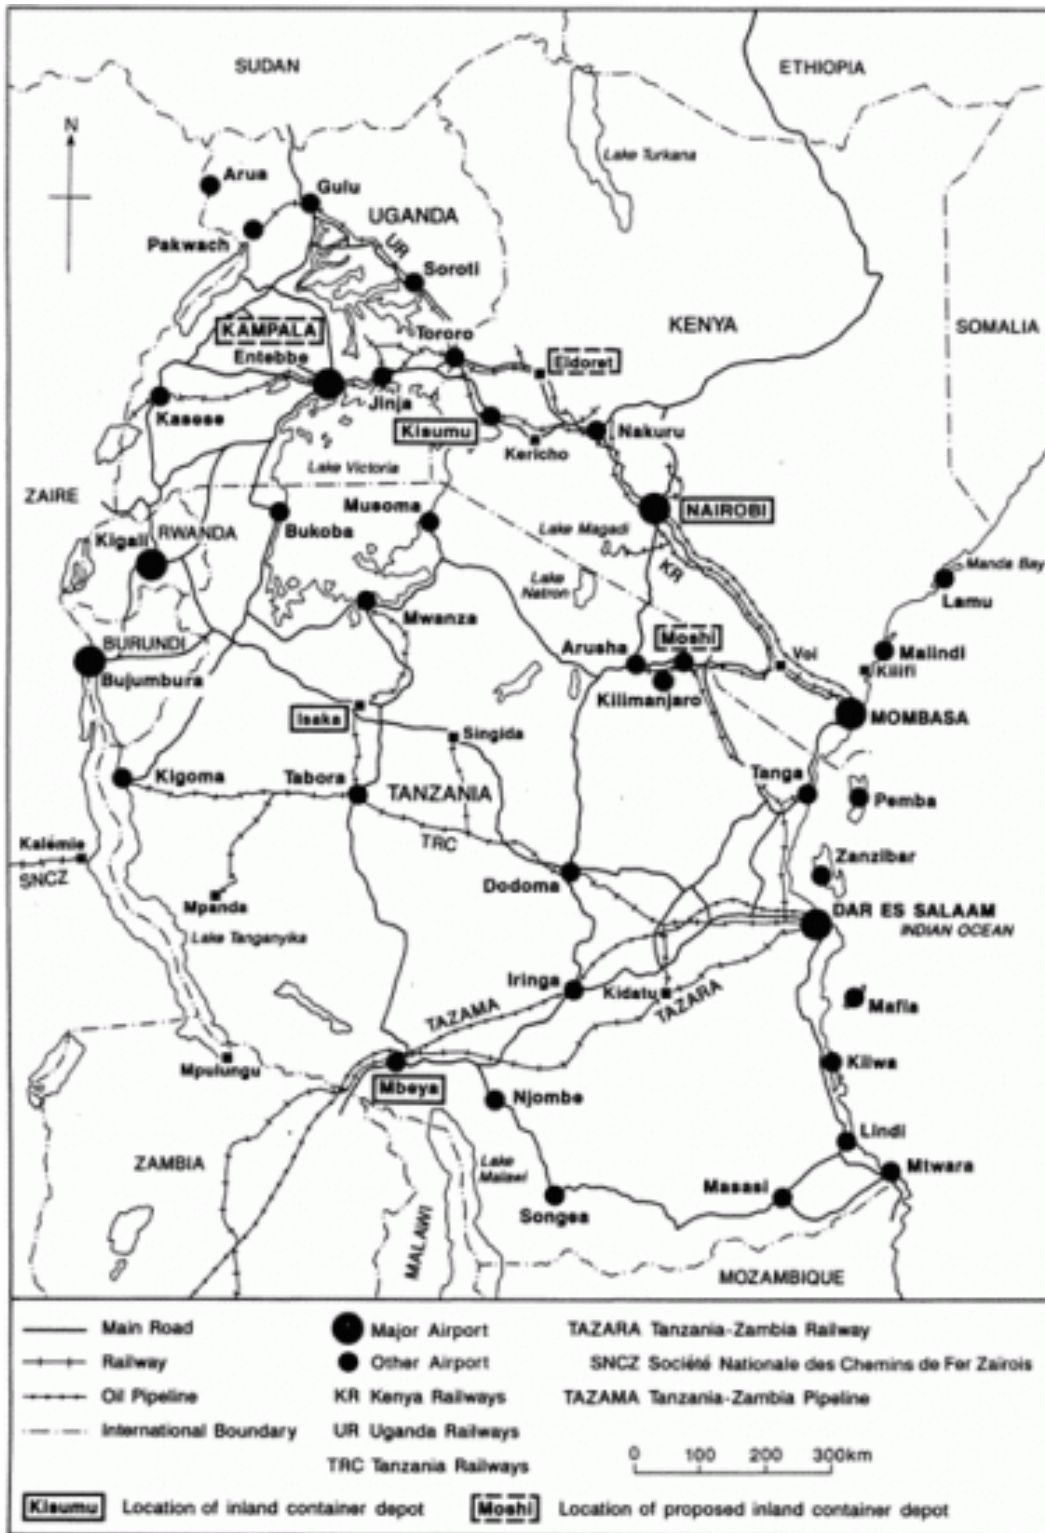 SUDAN
ETHIOPIA
N
Lake Turkana
Arua
Gulu
UGANDA
Pakwach
UR
Soroti
KENYA
SOMALIA
KAMPALA
Tororo
Entebbe
Eldoret
Jinja
Kasese
Kisumu
Nakuru
Kericho
Lake Victoria
ZAIRE
Musoma
NAIROBI
RWANDA
Bukoba
Kigali
Lake Magadi
KR
Manda Bay
Lake
Natron
Lamu
Mwanza
BURUNDI
Arusha
Moshi
Voi
Malindi
Kilifi
Bujumbura
Kilimanjaro
MOMBASA
Isaka
Singida
Kigoma
Tabora
TANZANIA
Tanga
Pemba
Kalémie
TRC
Zanzibar
SNCZ
Dodoma
Mpanda
DAR ES SALAAM
INDIAN OCEAN
Lake Tanganyika
Iringa
Kidatu
TAZAMA
TAZARA
Mafia
Mpulungu
Kilwa
Mbeya
Njombe
Lindi
ZAMBIA
Lake
Malawi
Mtwara
Masasi
Songea
MALAWI
MOZAMBIQUE
Main Road
Major Airport
TAZARA Tanzania-Zambia Railway
Railway
Other Airport
SNCZ Société Nationale des Chemins de Fer Zaïrois
Oil Pipeline
KR Kenya Railways
TAZAMA Tanzania-Zambia Pipeline
International Boundary
UR Uganda Railways
TRC Tanzania Railways
0 100 200 300km
Kisumu Location of inland container depot
Moshi Location of proposed inland container depot